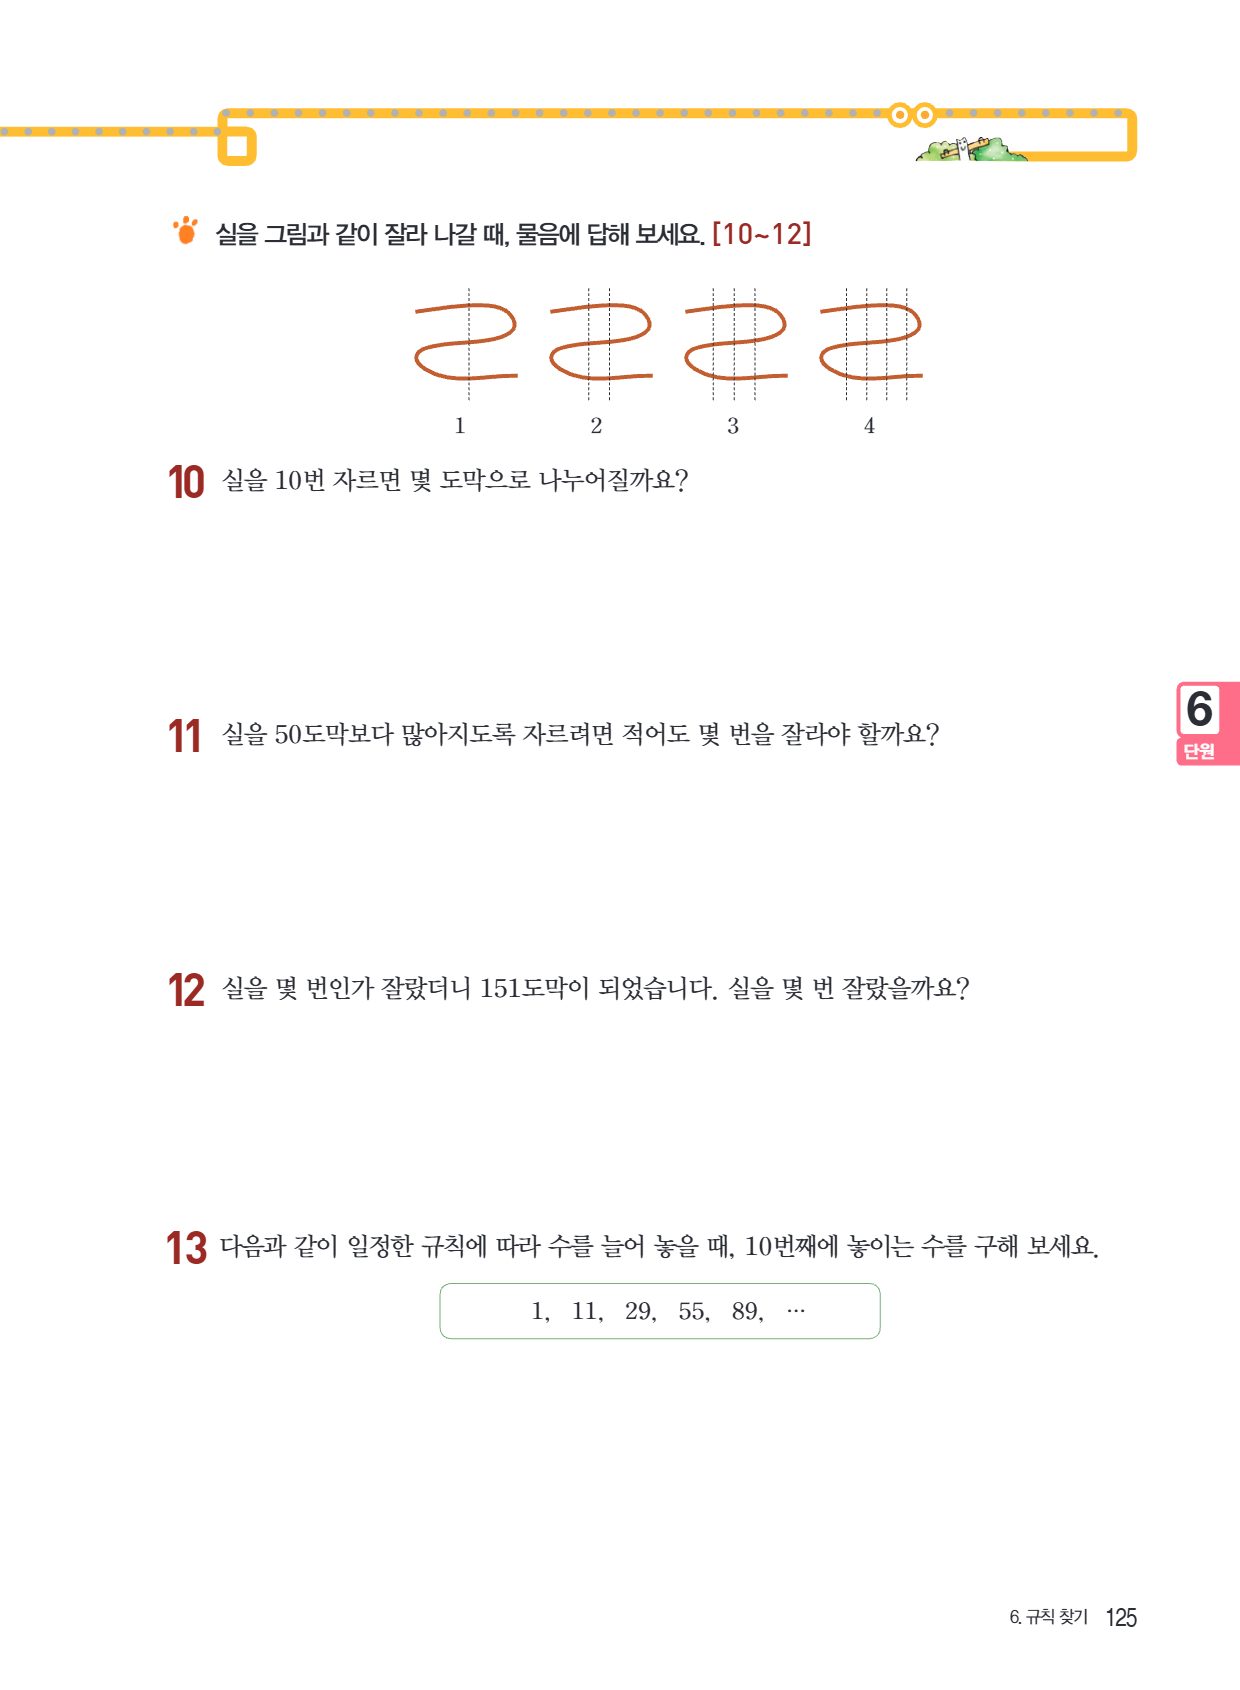 실을 그림과 같이 잘라 나갈 때, 물음에 답해 보세요. [10~12]
1 2 3 4
10 실을 10번 자르면 몇 도막으로 나누어질까요?
11 실을 50도막보다 많아지도록 자르려면 적어도 몇 번을 잘라야 할까요?
6
단원
12 실을 몇 번인가 잘랐더니 151도막이 되었습니다. 실을 몇 번 잘랐을까요?
13 다음과 같이 일정한 규칙에 따라 수를 늘어 놓을 때, 10번째에 놓이는 수를 구해 보세요.
1, 11, 29, 55, 89, …
6. 규칙 찾기 125